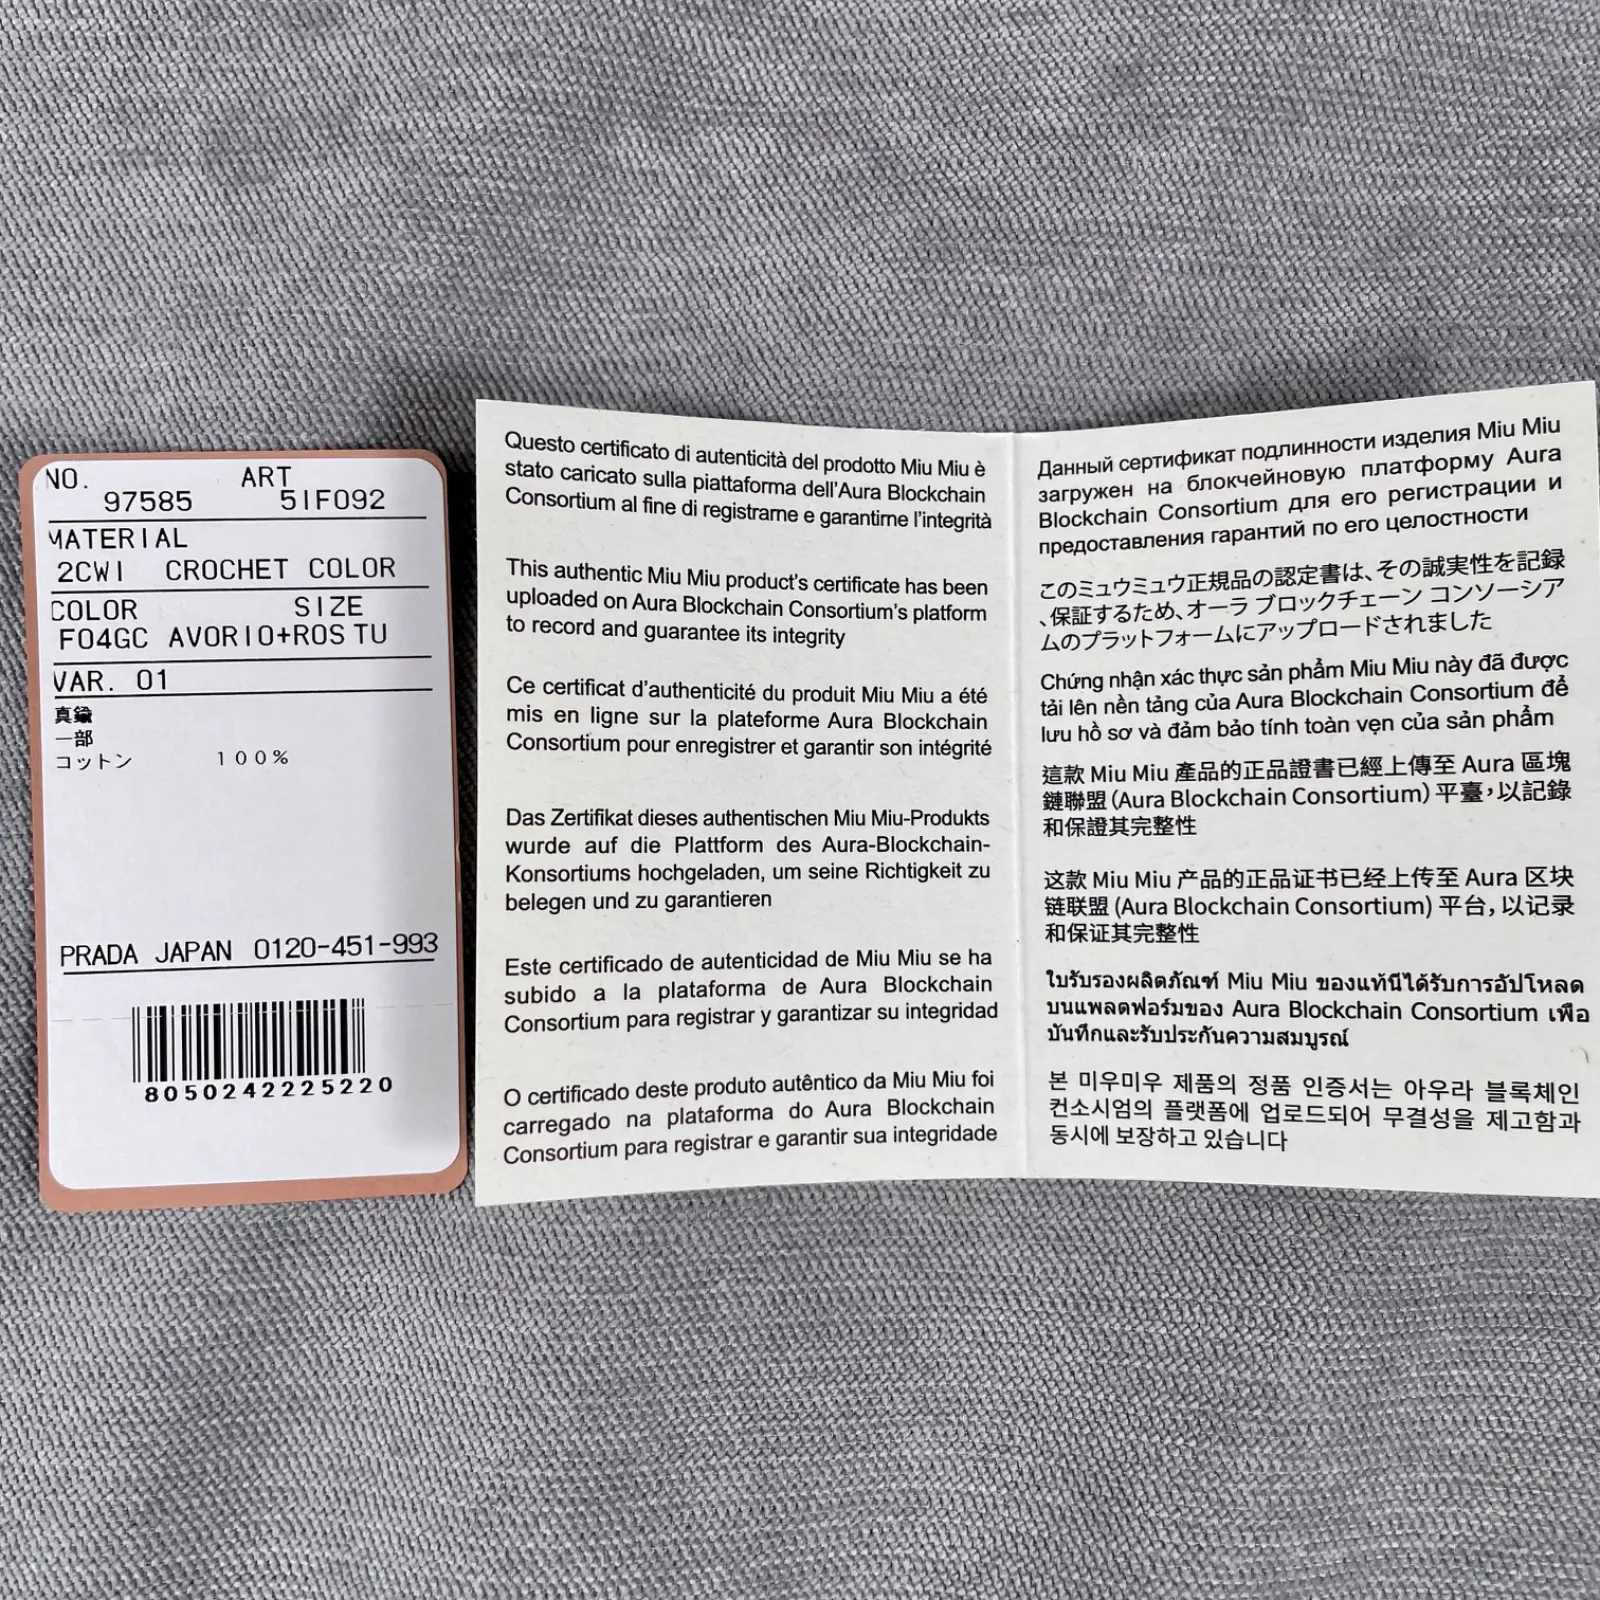 NO. ART
97585 5IF092
MATERIAL
2CWI CROCHET COLOR
COLOR SIZE
F04GC AVORIO+ROS TU
VAR. 01
真鍮
一部
コットン 100%
PRADA JAPAN 0120-451-993
8050242225220
Questo certificato di autenticità del prodotto Miu Miu è
stato caricato sulla piattaforma dell'Aura Blockchain
Consortium al fine di registrarne e garantirne l'integrità
This authentic Miu Miu product's certificate has been
uploaded on Aura Blockchain Consortium's platform
to record and guarantee its integrity
Ce certificat d'authenticité du produit Miu Miu a été
mis en ligne sur la plateforme Aura Blockchain
Consortium pour enregistrer et garantir son intégrité
Das Zertifikat dieses authentischen Miu Miu-Produkts
wurde auf die Plattform des Aura-Blockchain-
Konsortiums hochgeladen, um seine Richtigkeit zu
belegen und zu garantieren
Este certificado de autenticidad de Miu Miu se ha
subido a la plataforma de Aura Blockchain
Consortium para registrar y garantizar su integridad
O certificado deste produto autêntico da Miu Miu foi
carregado na plataforma do Aura Blockchain
Consortium para registrar e garantir sua integridade
Данный сертификат подлинности изделия Miu Miu
загружен на блокчейновую платформу Aura
Blockchain Consortium для его регистрации и
предоставления гарантий по его целостности
このミュウミュウ正規品の認定書は、その誠実性を記録
、保証するため、オーラ ブロックチェーン コンソーシア
ムのプラットフォームにアップロードされました
Chứng nhận xác thực sản phẩm Miu Miu này đã được
tải lên nền tảng của Aura Blockchain Consortium để
lưu hồ sơ và đảm bảo tính toàn vẹn của sản phẩm
這款 Miu Miu 產品的正品證書已經上傳至 Aura 區塊
鏈聯盟 (Aura Blockchain Consortium) 平臺，以記錄
和保證其完整性
这款 Miu Miu 产品的正品证书已经上传至 Aura 区块
链联盟 (Aura Blockchain Consortium) 平台，以记录
和保证其完整性
ใบรับรองผลิตภัณฑ์ Miu Miu ของแท้นี้ได้รับการอัปโหลด
บนแพลตฟอร์มของ Aura Blockchain Consortium เพื่อ
บันทึกและรับประกันความสมบูรณ์
본 미우미우 제품의 정품 인증서는 아우라 블록체인
컨소시엄의 플랫폼에 업로드되어 무결성을 제고함과
동시에 보장하고 있습니다